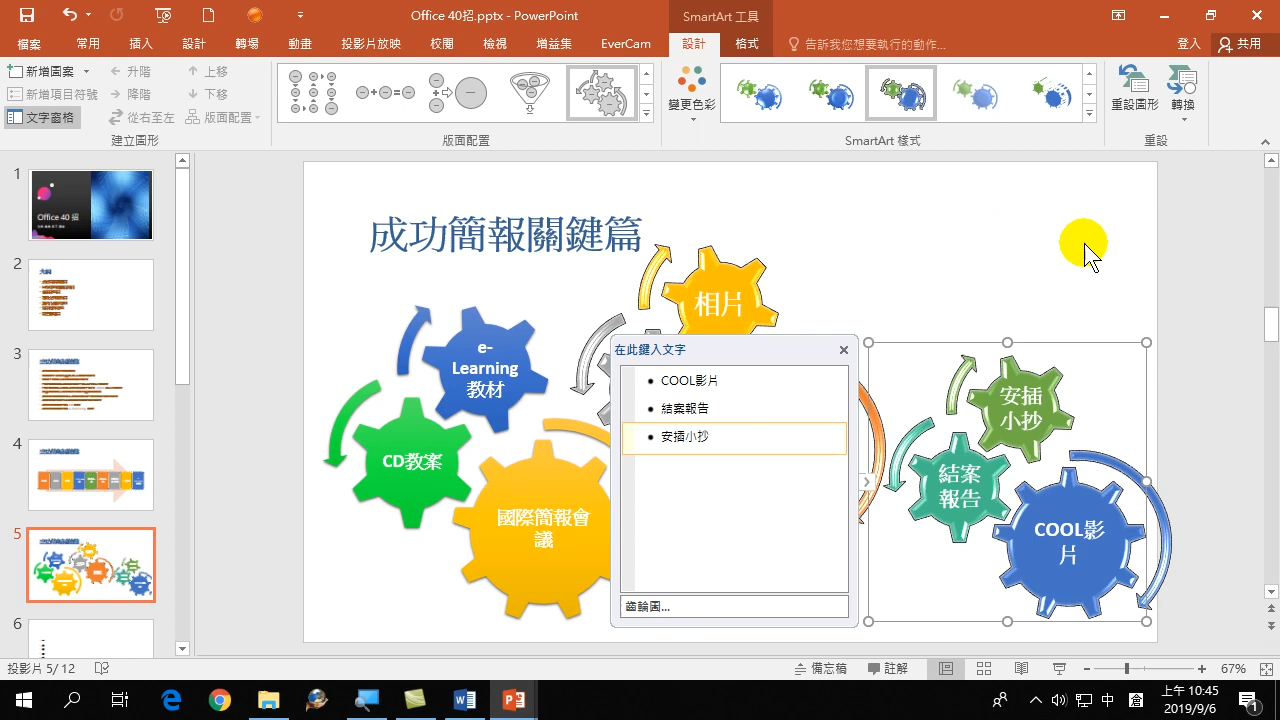 Office 40招.pptx - PowerPoint
SmartArt 工具
檔案
常用
插入
設計
轉場
動畫
投影片放映
校閱
檢視
增益集
EverCam
設計
格式
告訴我您想要執行的動作...
登入
共用
新增圖案
升階
上移
新增項目符號
降階
下移
文字窗格
從右至左
版面配置
建立圖形
版面配置
變更色彩
SmartArt 樣式
重設圖形
轉換
重設
1
Office 40 招
2
3
4
5
6
成功簡報關鍵篇
相片
e-
Learning
教材
CD教案
國際簡報會
議
在此鍵入文字
COOL影片
結案報告
安插小抄
齒輪圖...
安插
小抄
結案
報告
COOL影
片
投影片 5/ 12
備忘稿
註解
67%
中
上午 10:45
2019/9/6
1